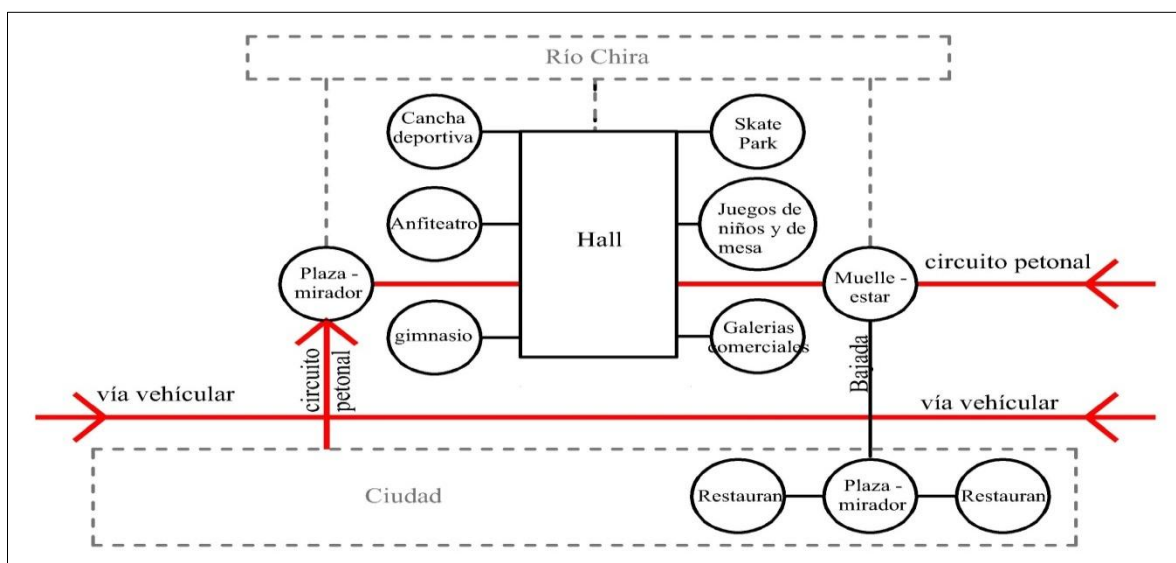 Río Chira
Cancha
deportiva
Skate
Park
Anfiteatro
Hall
Juegos de
niños y de
mesa
Plaza -
mirador
Muelle -
estar
circuito petonal
gimnasio
Galerias
comerciales
circuito
petonal
Bajada
vía vehícular
vía vehícular
Ciudad
Restauran
Plaza -
mirador
Restauran